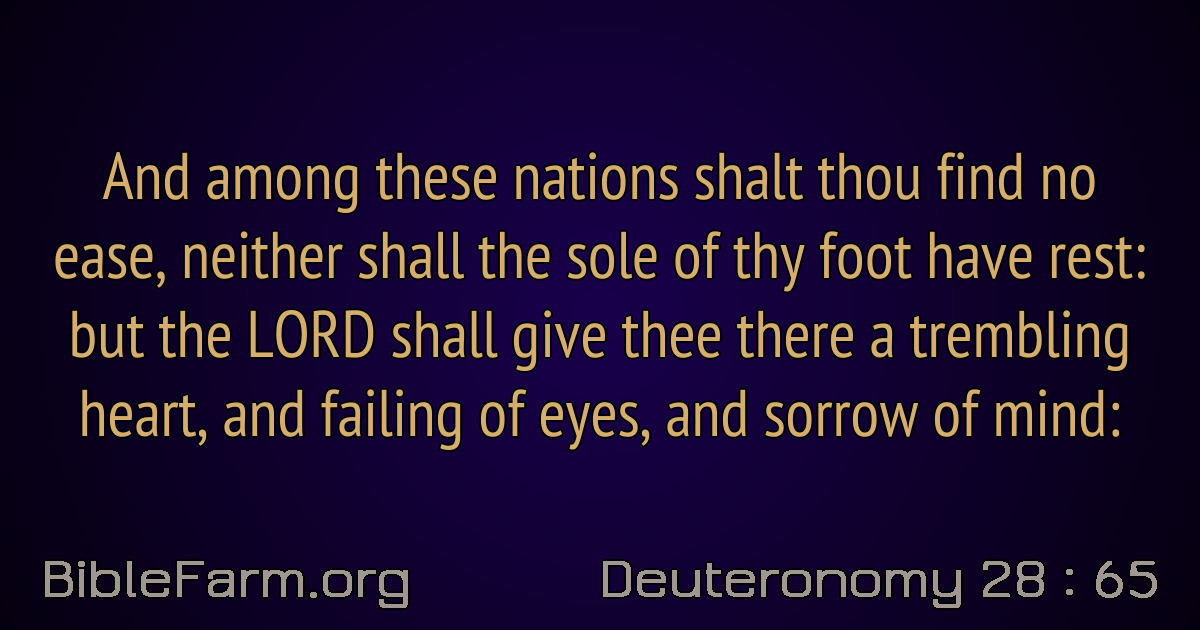 And among these nations shalt thou find no
ease, neither shall the sole of thy foot have rest:
but the LORD shall give thee there a trembling
heart, and failing of eyes, and sorrow of mind:
BibleFarm.org
Deuteronomy 28 : 65